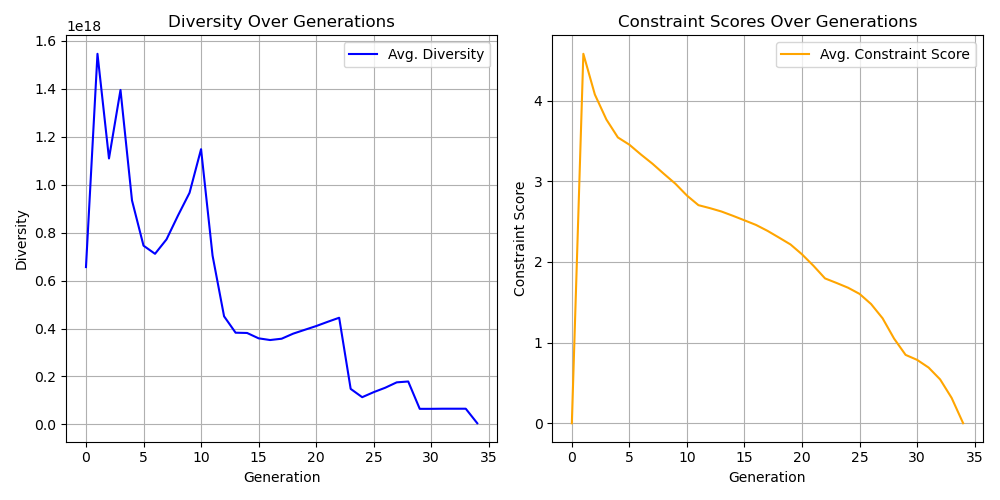 Diversity Over Generations
1e18
Avg. Diversity
1.6
1.4
1.2
1.0
0.8
0.6
0.4
0.2
0.0
Diversity
0 5 10 15 20 25 30 35
Generation
Constraint Scores Over Generations
Avg. Constraint Score
4
3
2
1
0
Constraint Score
0 5 10 15 20 25 30 35
Generation